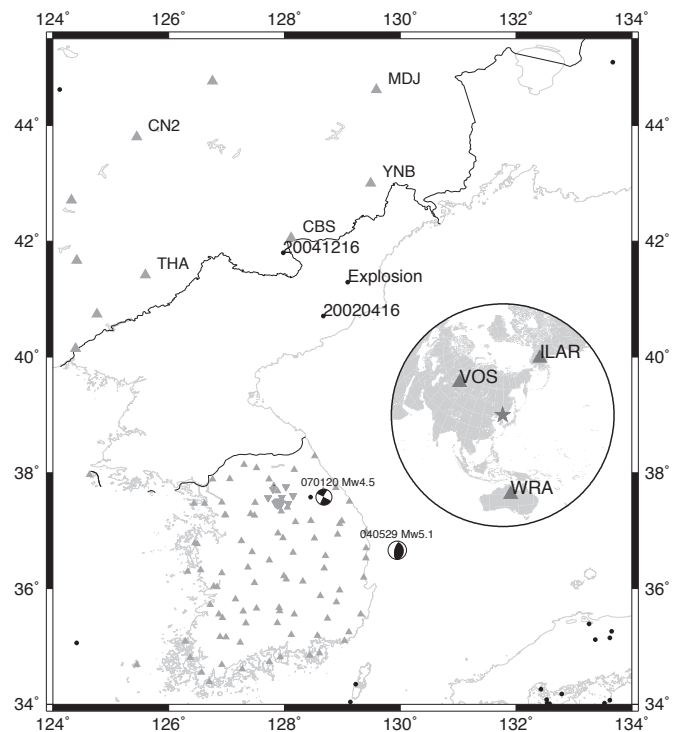 124° 126° 128° 130° 132° 134°
MDJ
44° CN2 44°
YNB
CBS
42° 20041216 42°
THA
Explosion
20020416
40° ILAR 40°
VOS
38° 38°
070120 Mw4.5
WRA
040529 Mw5.1
36° 36°
34° 34°
124° 126° 128° 130° 132° 134°